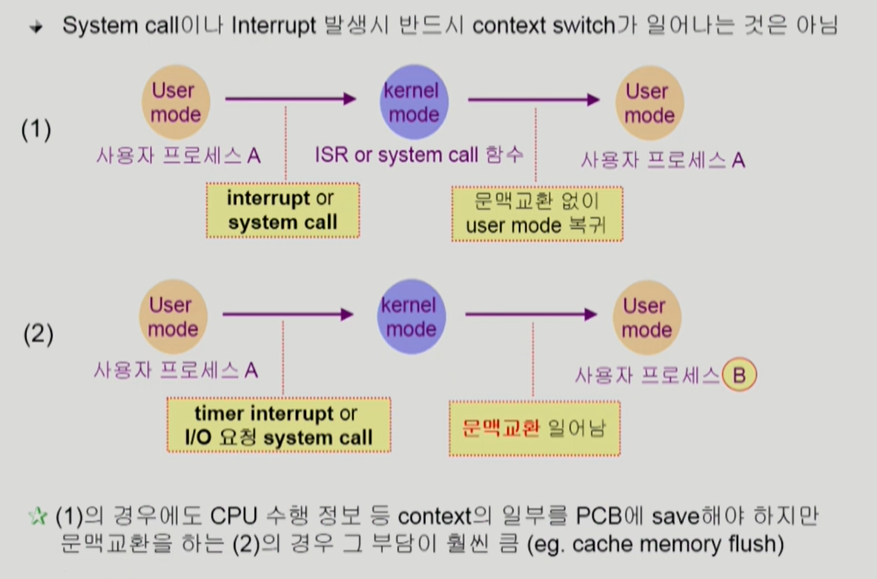 System call이나 Interrupt 발생시 반드시 context switch가 일어나는 것은 아님
(1)
User
mode
사용자 프로세스 A
interrupt or
system call
kernel
mode
ISR or system call 함수
문맥교환 없이
user mode 복귀
User
mode
사용자 프로세스 A
(2)
User
mode
사용자 프로세스 A
timer interrupt or
I/O 요청 system call
kernel
mode
문맥교환 일어남
User
mode
사용자 프로세스 B
(1)의 경우에도 CPU 수행 정보 등 context의 일부를 PCB에 save해야 하지만
문맥교환을 하는 (2)의 경우 그 부담이 훨씬 큼 (eg. cache memory flush)